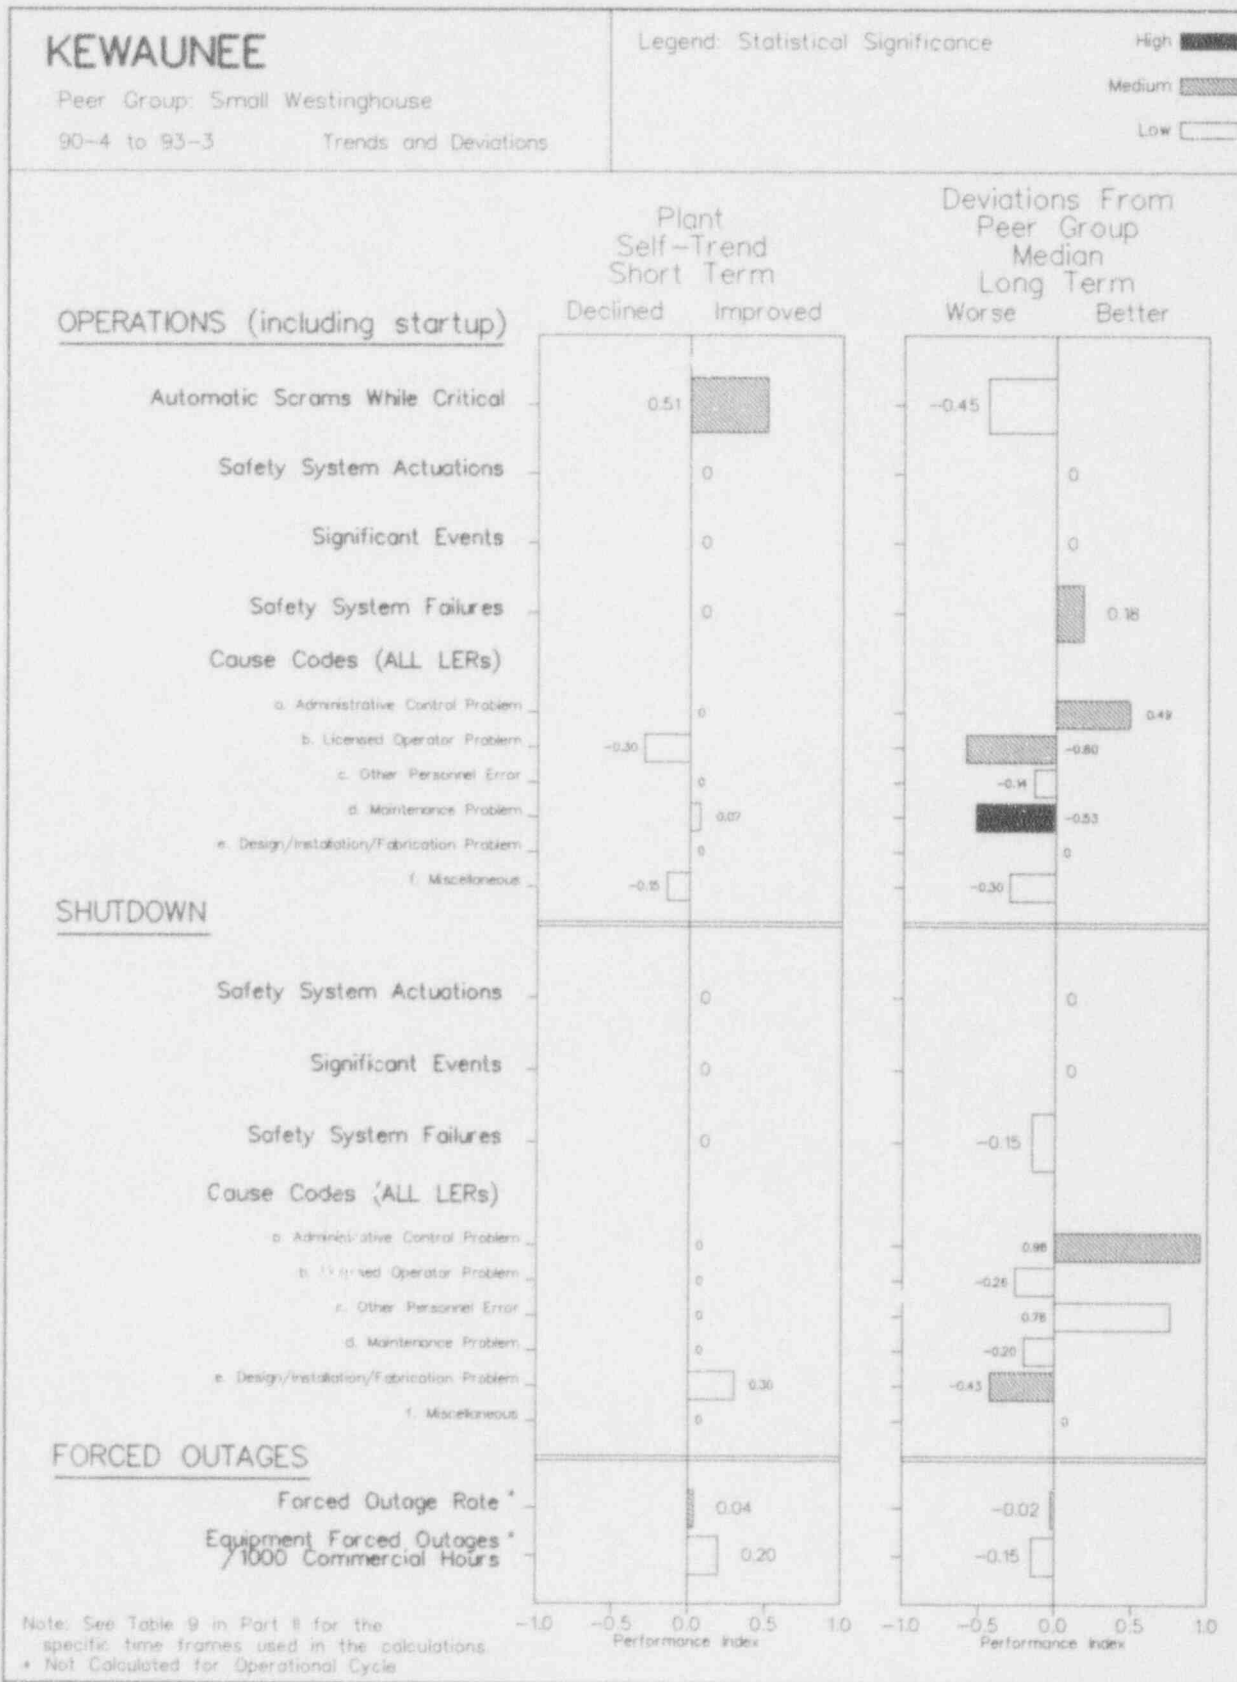 KEWAUNEE
Peer Group: Small Westinghouse
90-4 to 93-3 Trends and Deviations
Legend: Statistical Significance
High
Medium
Low
Plant
Self-Trend
Short Term
Declined Improved
Deviations From
Peer Group
Median
Long Term
Worse Better
OPERATIONS (including startup)
Automatic Scrams While Critical 0.51 -0.45
Safety System Actuations 0 0
Significant Events 0 0
Safety System Failures 0 0.18
Cause Codes (ALL LERs)
a. Administrative Control Problem 0 0.49
b. Licensed Operator Problem -0.30 -0.60
c. Other Personnel Error 0 -0.14
d. Maintenance Problem 0.07 -0.53
e. Design/Installation/Fabrication Problem 0 0
f. Miscellaneous -0.15 -0.30
SHUTDOWN
Safety System Actuations 0 0
Significant Events 0 0
Safety System Failures 0 -0.15
Cause Codes (ALL LERs)
a. Administrative Control Problem 0
b. Operator Problem 0 -0.26
c. Other Personnel Error 0 0.76
d. Maintenance Problem 0 -0.20
e. Design/Installation/Fabrication Problem 0.30 -0.43
f. Miscellaneous 0 0
FORCED OUTAGES
Forced Outage Rate * 0.04 -0.02
Equipment Forced Outages *
/1000 Commercial Hours 0.20 -0.15
-1.0 -0.5 0.0 0.5 1.0
Performance Index
-1.0 -0.5 0.0 0.5 1.0
Performance Index
Note: See Table 9 in Part II for the
specific time frames used in the calculations.
* Not Calculated for Operational Cycle